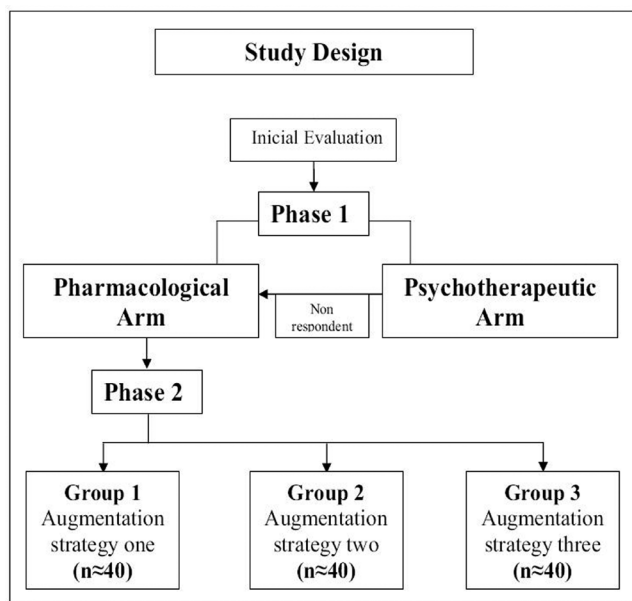 Study Design
Inicial Evaluation
Phase 1
Pharmacological
Arm
Non
respondent
Psychotherapeutic
Arm
Phase 2
Group 1
Augmentation
strategy one
(n≈40)
Group 2
Augmentation
strategy two
(n≈40)
Group 3
Augmentation
strategy three
(n≈40)